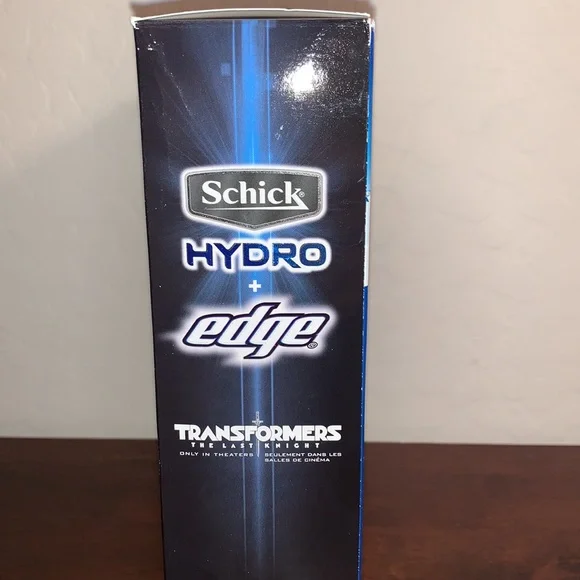 Schick®
HYDRO
+
edge®
TRANSFORMERS
THE LAST KNIGHT
ONLY IN THEATERS
SEULEMENT DANS LES
SALLES DE CINÉMA